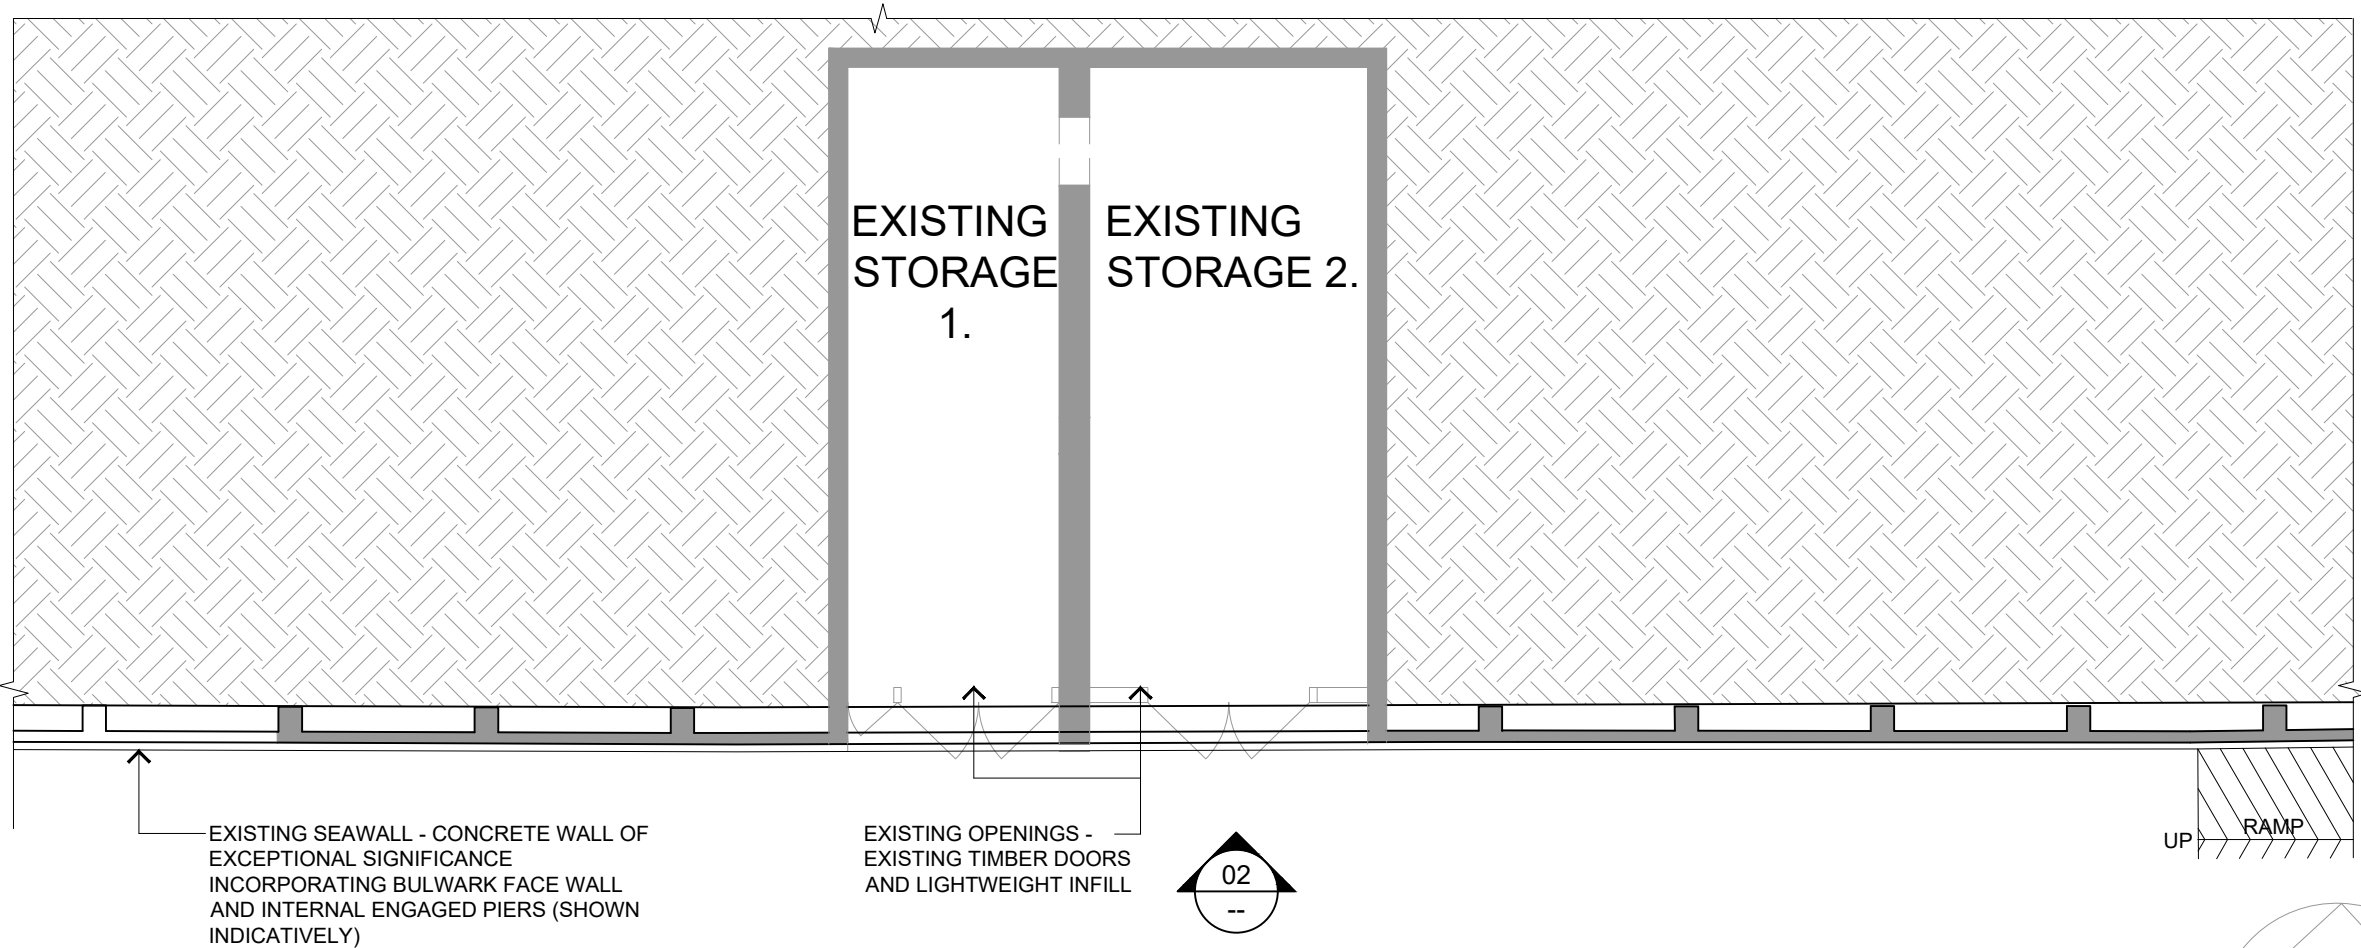 EXISTING
STORAGE
1.
EXISTING
STORAGE 2.
EXISTING SEAWALL - CONCRETE WALL OF
EXCEPTIONAL SIGNIFICANCE
INCORPORATING BULWARK FACE WALL
AND INTERNAL ENGAGED PIERS (SHOWN
INDICATIVELY)
EXISTING OPENINGS -
EXISTING TIMBER DOORS
AND LIGHTWEIGHT INFILL
02
--
UP
RAMP